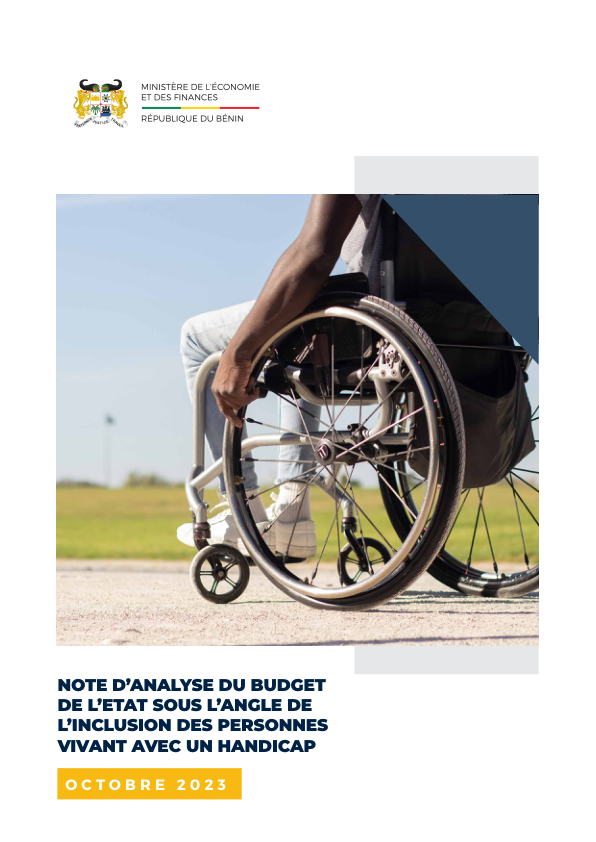 MINISTÈRE DE L'ÉCONOMIE
ET DES FINANCES
RÉPUBLIQUE DU BÉNIN
NOTE D'ANALYSE DU BUDGET
DE L'ETAT SOUS L'ANGLE DE
L'INCLUSION DES PERSONNES
VIVANT AVEC UN HANDICAP
OCTOBRE 2023